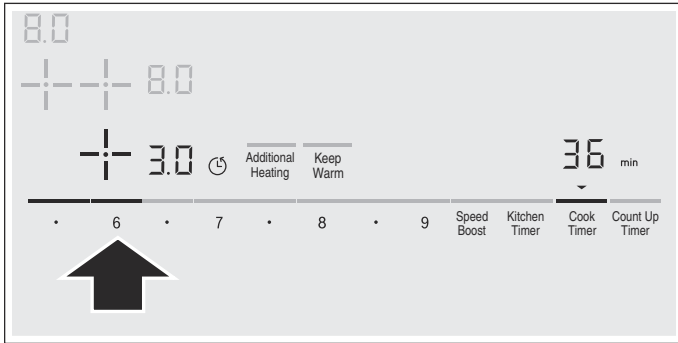 8.0
8.0
3.0 Additional Heating Keep Warm 36 min
· 6 · 7 · 8 · 9 Speed Boost Kitchen Timer Cook Timer Count Up Timer